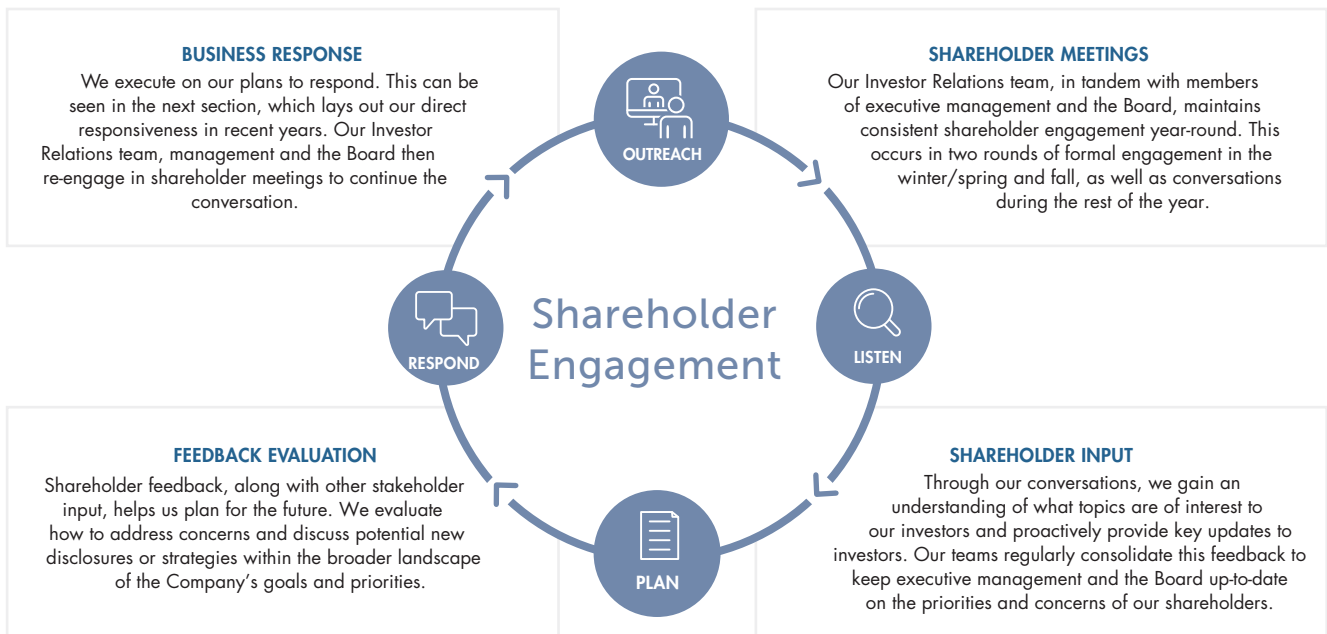 BUSINESS RESPONSE
We execute on our plans to respond. This can be
seen in the next section, which lays out our direct
responsiveness in recent years. Our Investor
Relations team, management and the Board then
re-engage in shareholder meetings to continue the
conversation.
OUTREACH
SHAREHOLDER MEETINGS
Our Investor Relations team, in tandem with members
of executive management and the Board, maintains
consistent shareholder engagement year-round. This
occurs in two rounds of formal engagement in the
winter/spring and fall, as well as conversations
during the rest of the year.
RESPOND
Shareholder
Engagement
LISTEN
FEEDBACK EVALUATION
Shareholder feedback, along with other stakeholder
input, helps us plan for the future. We evaluate
how to address concerns and discuss potential new
disclosures or strategies within the broader landscape
of the Company's goals and priorities.
PLAN
SHAREHOLDER INPUT
Through our conversations, we gain an
understanding of what topics are of interest to
our investors and proactively provide key updates to
investors. Our teams regularly consolidate this feedback to
keep executive management and the Board up-to-date
on the priorities and concerns of our shareholders.